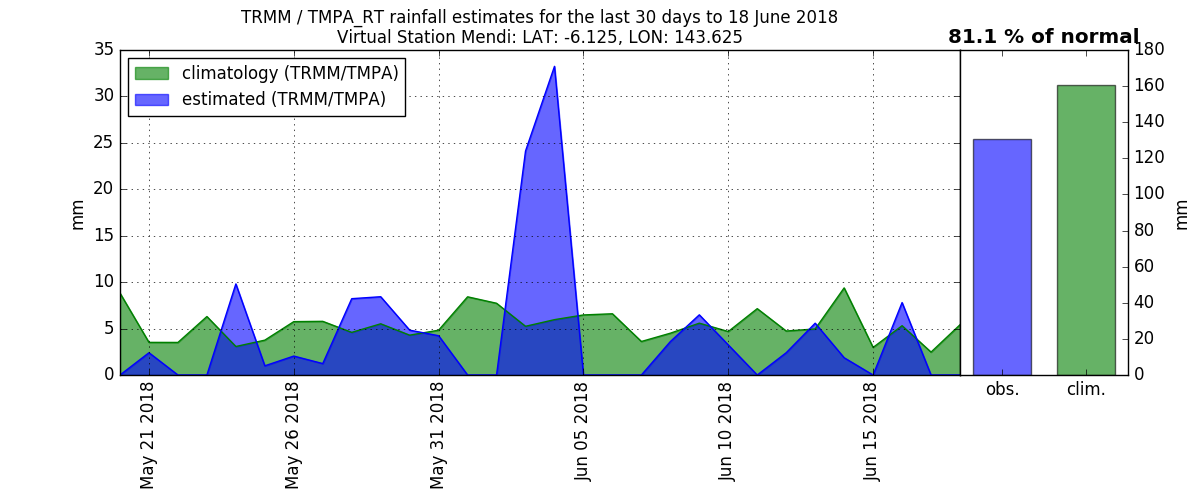 TRMM / TMPA_RT rainfall estimates for the last 30 days to 18 June 2018
Virtual Station Mendi: LAT: -6.125, LON: 143.625
81.1 % of normal
climatology (TRMM/TMPA)
estimated (TRMM/TMPA)
35
30
25
20
15
10
5
0
mm
May 21 2018
May 26 2018
May 31 2018
Jun 05 2018
Jun 10 2018
Jun 15 2018
180
160
140
120
100
80
60
40
20
0
mm
obs.
clim.